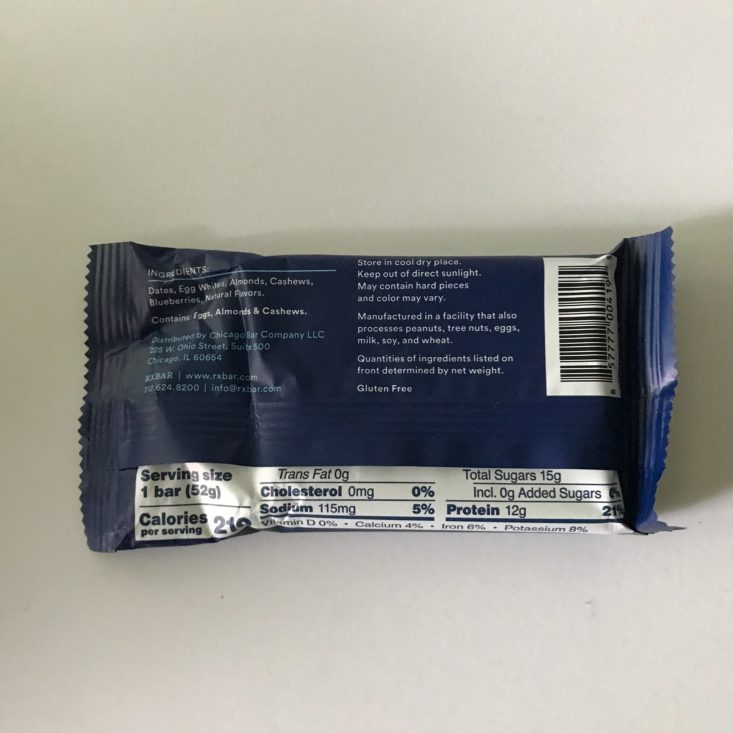 INGREDIENTS:
Dates, Egg Whites, Almonds, Cashews,
Blueberries, Natural Flavors.
Contains: Eggs, Almonds & Cashews.
Distributed by Chicago Bar Company LLC
225 W. Ohio Street, Suite 500
Chicago, IL 60654
RXBAR | www.rxbar.com
312.624.8200 | info@rxbar.com
Store in cool dry place.
Keep out of direct sunlight.
May contain hard pieces
and color may vary.
Manufactured in a facility that also
processes peanuts, tree nuts, eggs,
milk, soy, and wheat.
Quantities of ingredients listed on
front determined by net weight.
Gluten Free
Serving size
1 bar (52g)
Calories
per serving
Trans Fat 0g
Cholesterol 0mg 0%
Sodium 115mg 5%
Total Sugars 15g
Incl. 0g Added Sugars
Protein 12g 21%
Vitamin D 0% • Calcium 4% • Iron 6% • Potassium 8%